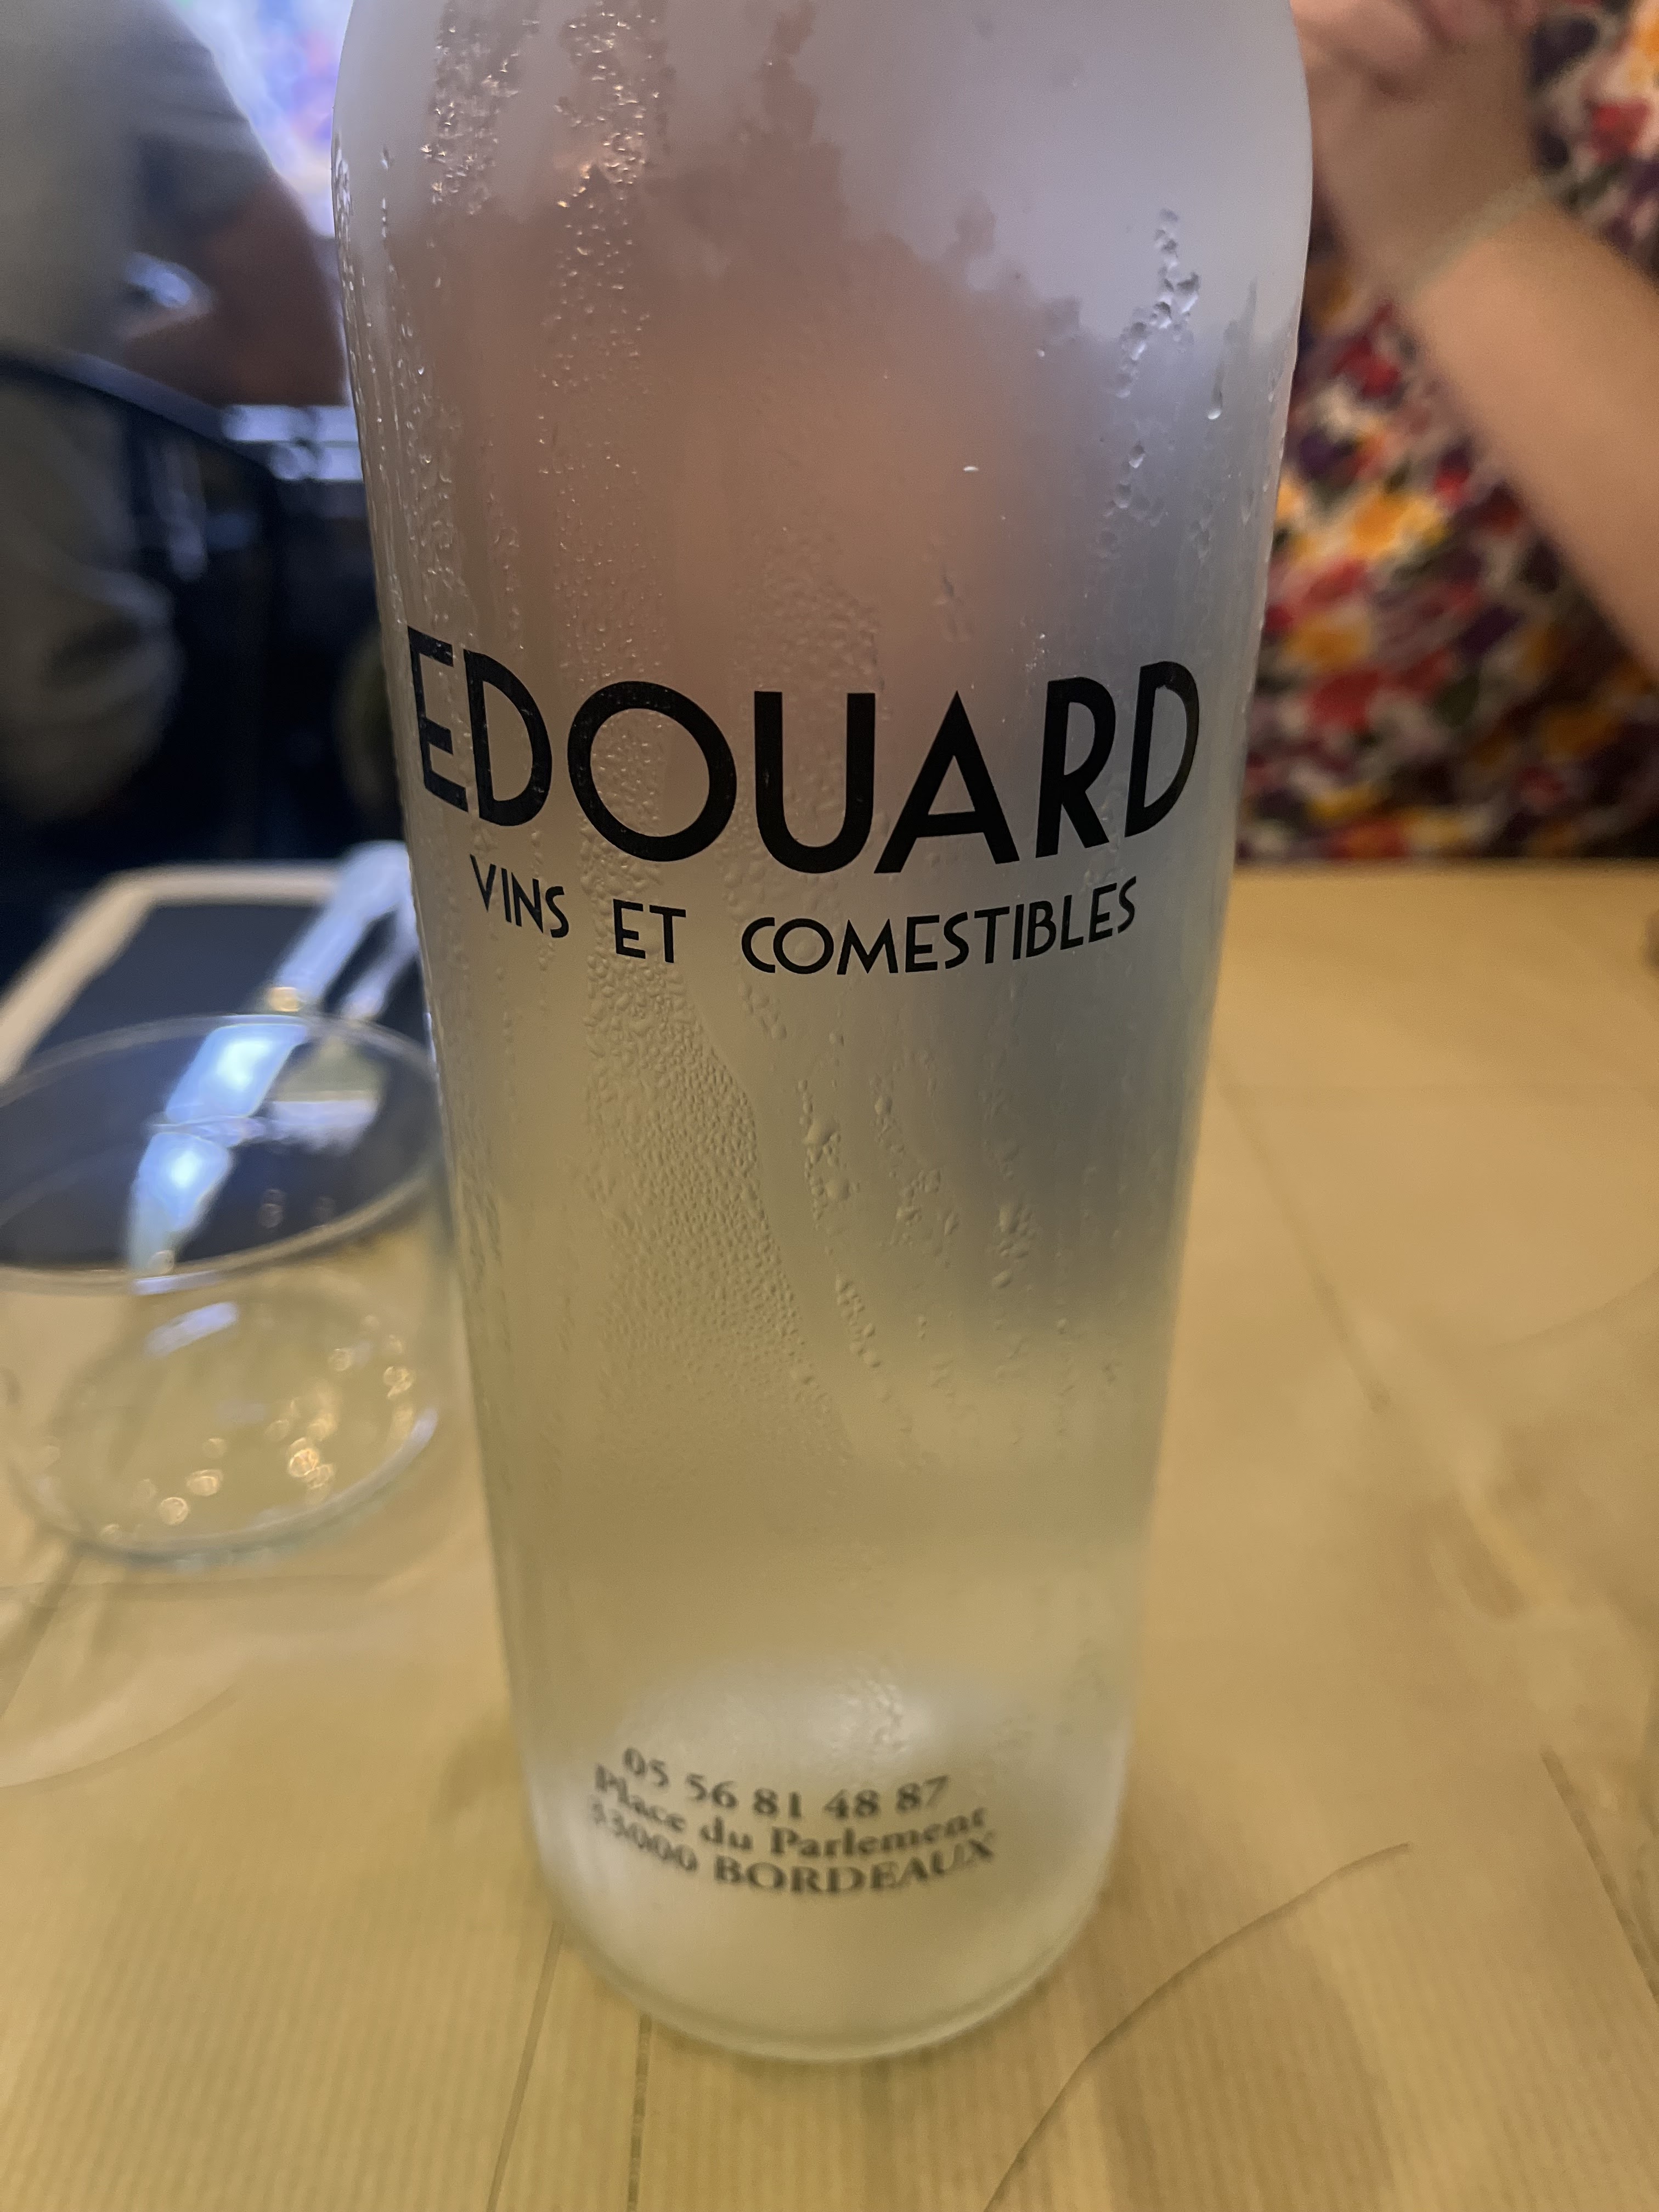 EDOUARD
VINS ET COMESTIBLES
05 56 81 48 87
Place du Parlement
33000 BORDEAUX